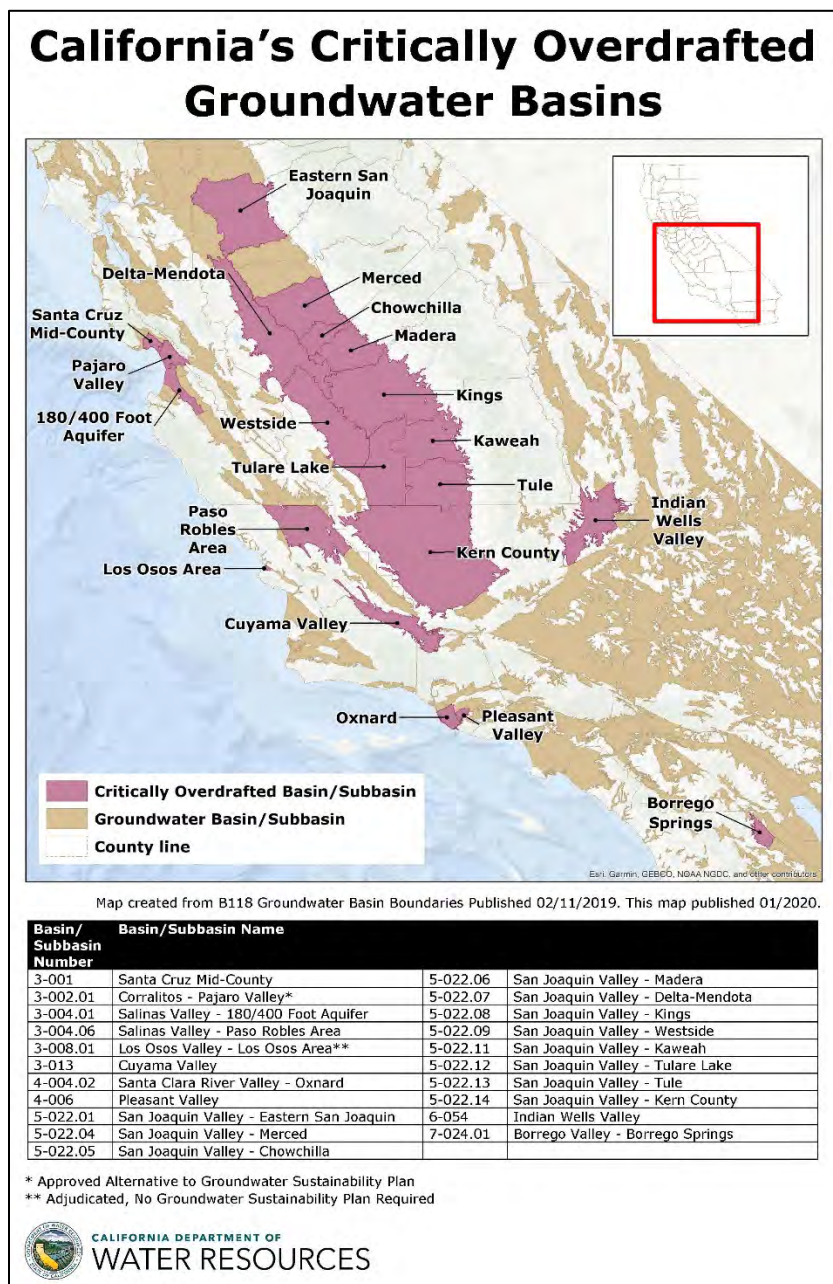 California's Critically Overdrafted
Groundwater Basins
Eastern San
Joaquin
Delta-Mendota
Merced
Chowchilla
Santa Cruz
Mid-County
Madera
Pajaro
Valley
Kings
180/400 Foot
Aquifer
Westside
Kaweah
Tulare Lake
Tule
Paso
Robles
Area
Indian
Wells
Valley
Kern County
Los Osos Area
Cuyama Valley
Oxnard
Pleasant
Valley
Critically Overdrafted Basin/Subbasin
Groundwater Basin/Subbasin
County line
Borrego
Springs
Esri, Garmin, GEBCO, NOAA NGDC, and other contributors
Map created from B118 Groundwater Basin Boundaries Published 02/11/2019. This map published 01/2020.
Basin/
Subbasin
Number
Basin/Subbasin Name
3-001 Santa Cruz Mid-County 5-022.06 San Joaquin Valley - Madera
3-002.01 Corralitos - Pajaro Valley* 5-022.07 San Joaquin Valley - Delta-Mendota
3-004.01 Salinas Valley - 180/400 Foot Aquifer 5-022.08 San Joaquin Valley - Kings
3-004.06 Salinas Valley - Paso Robles Area 5-022.09 San Joaquin Valley - Westside
3-008.01 Los Osos Valley - Los Osos Area** 5-022.11 San Joaquin Valley - Kaweah
3-013 Cuyama Valley 5-022.12 San Joaquin Valley - Tulare Lake
4-004.02 Santa Clara River Valley - Oxnard 5-022.13 San Joaquin Valley - Tule
4-006 Pleasant Valley 5-022.14 San Joaquin Valley - Kern County
5-022.01 San Joaquin Valley - Eastern San Joaquin 6-054 Indian Wells Valley
5-022.04 San Joaquin Valley - Merced 7-024.01 Borrego Valley - Borrego Springs
5-022.05 San Joaquin Valley - Chowchilla
* Approved Alternative to Groundwater Sustainability Plan
** Adjudicated, No Groundwater Sustainability Plan Required
CALIFORNIA DEPARTMENT OF
WATER RESOURCES